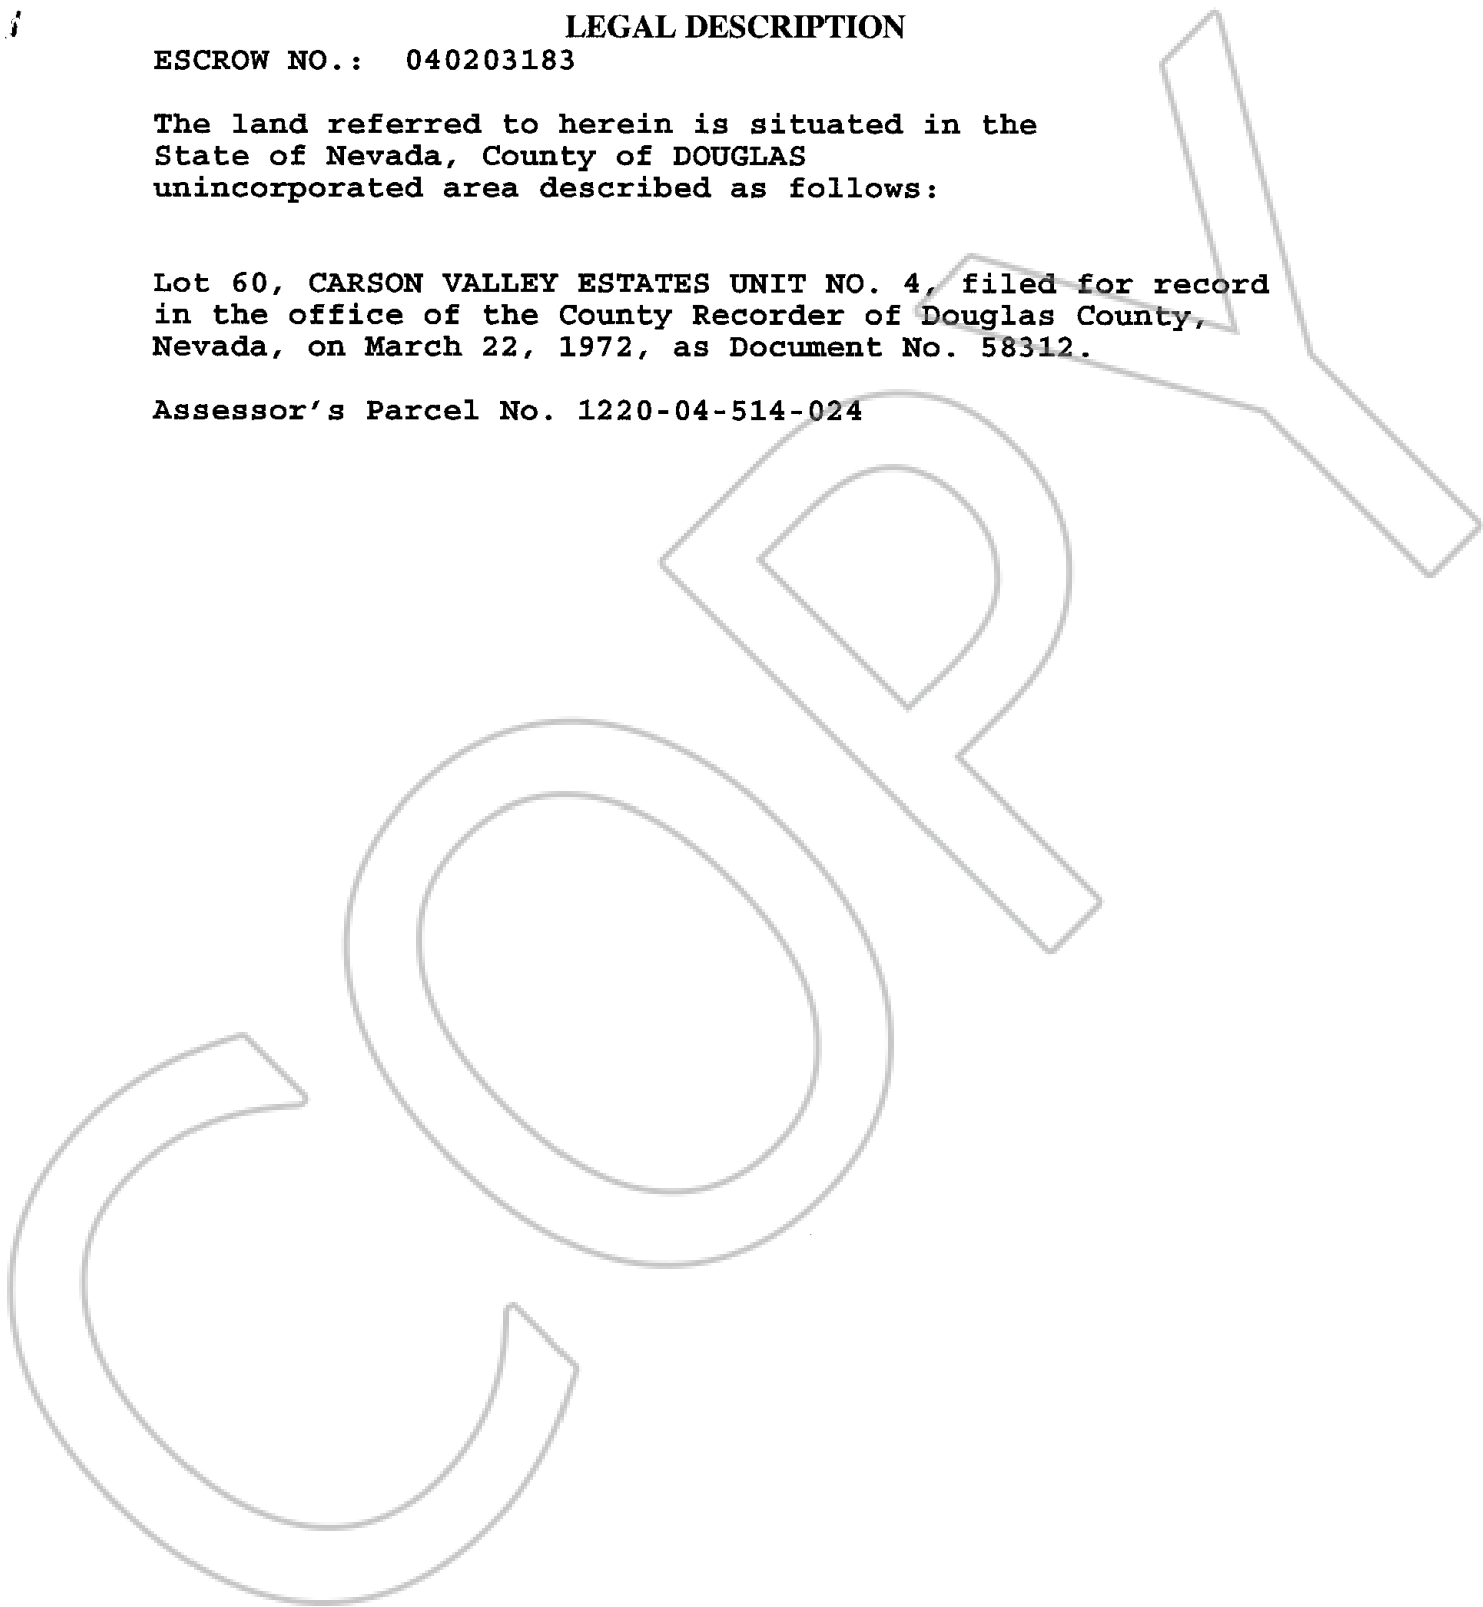 LEGAL DESCRIPTION
ESCROW NO.: 040203183
The land referred to herein is situated in the
State of Nevada, County of DOUGLAS
unincorporated area described as follows:
Lot 60, CARSON VALLEY ESTATES UNIT NO. 4, filed for record
in the office of the County Recorder of Douglas County,
Nevada, on March 22, 1972, as Document No. 58312.
Assessor's Parcel No. 1220-04-514-024
COPY